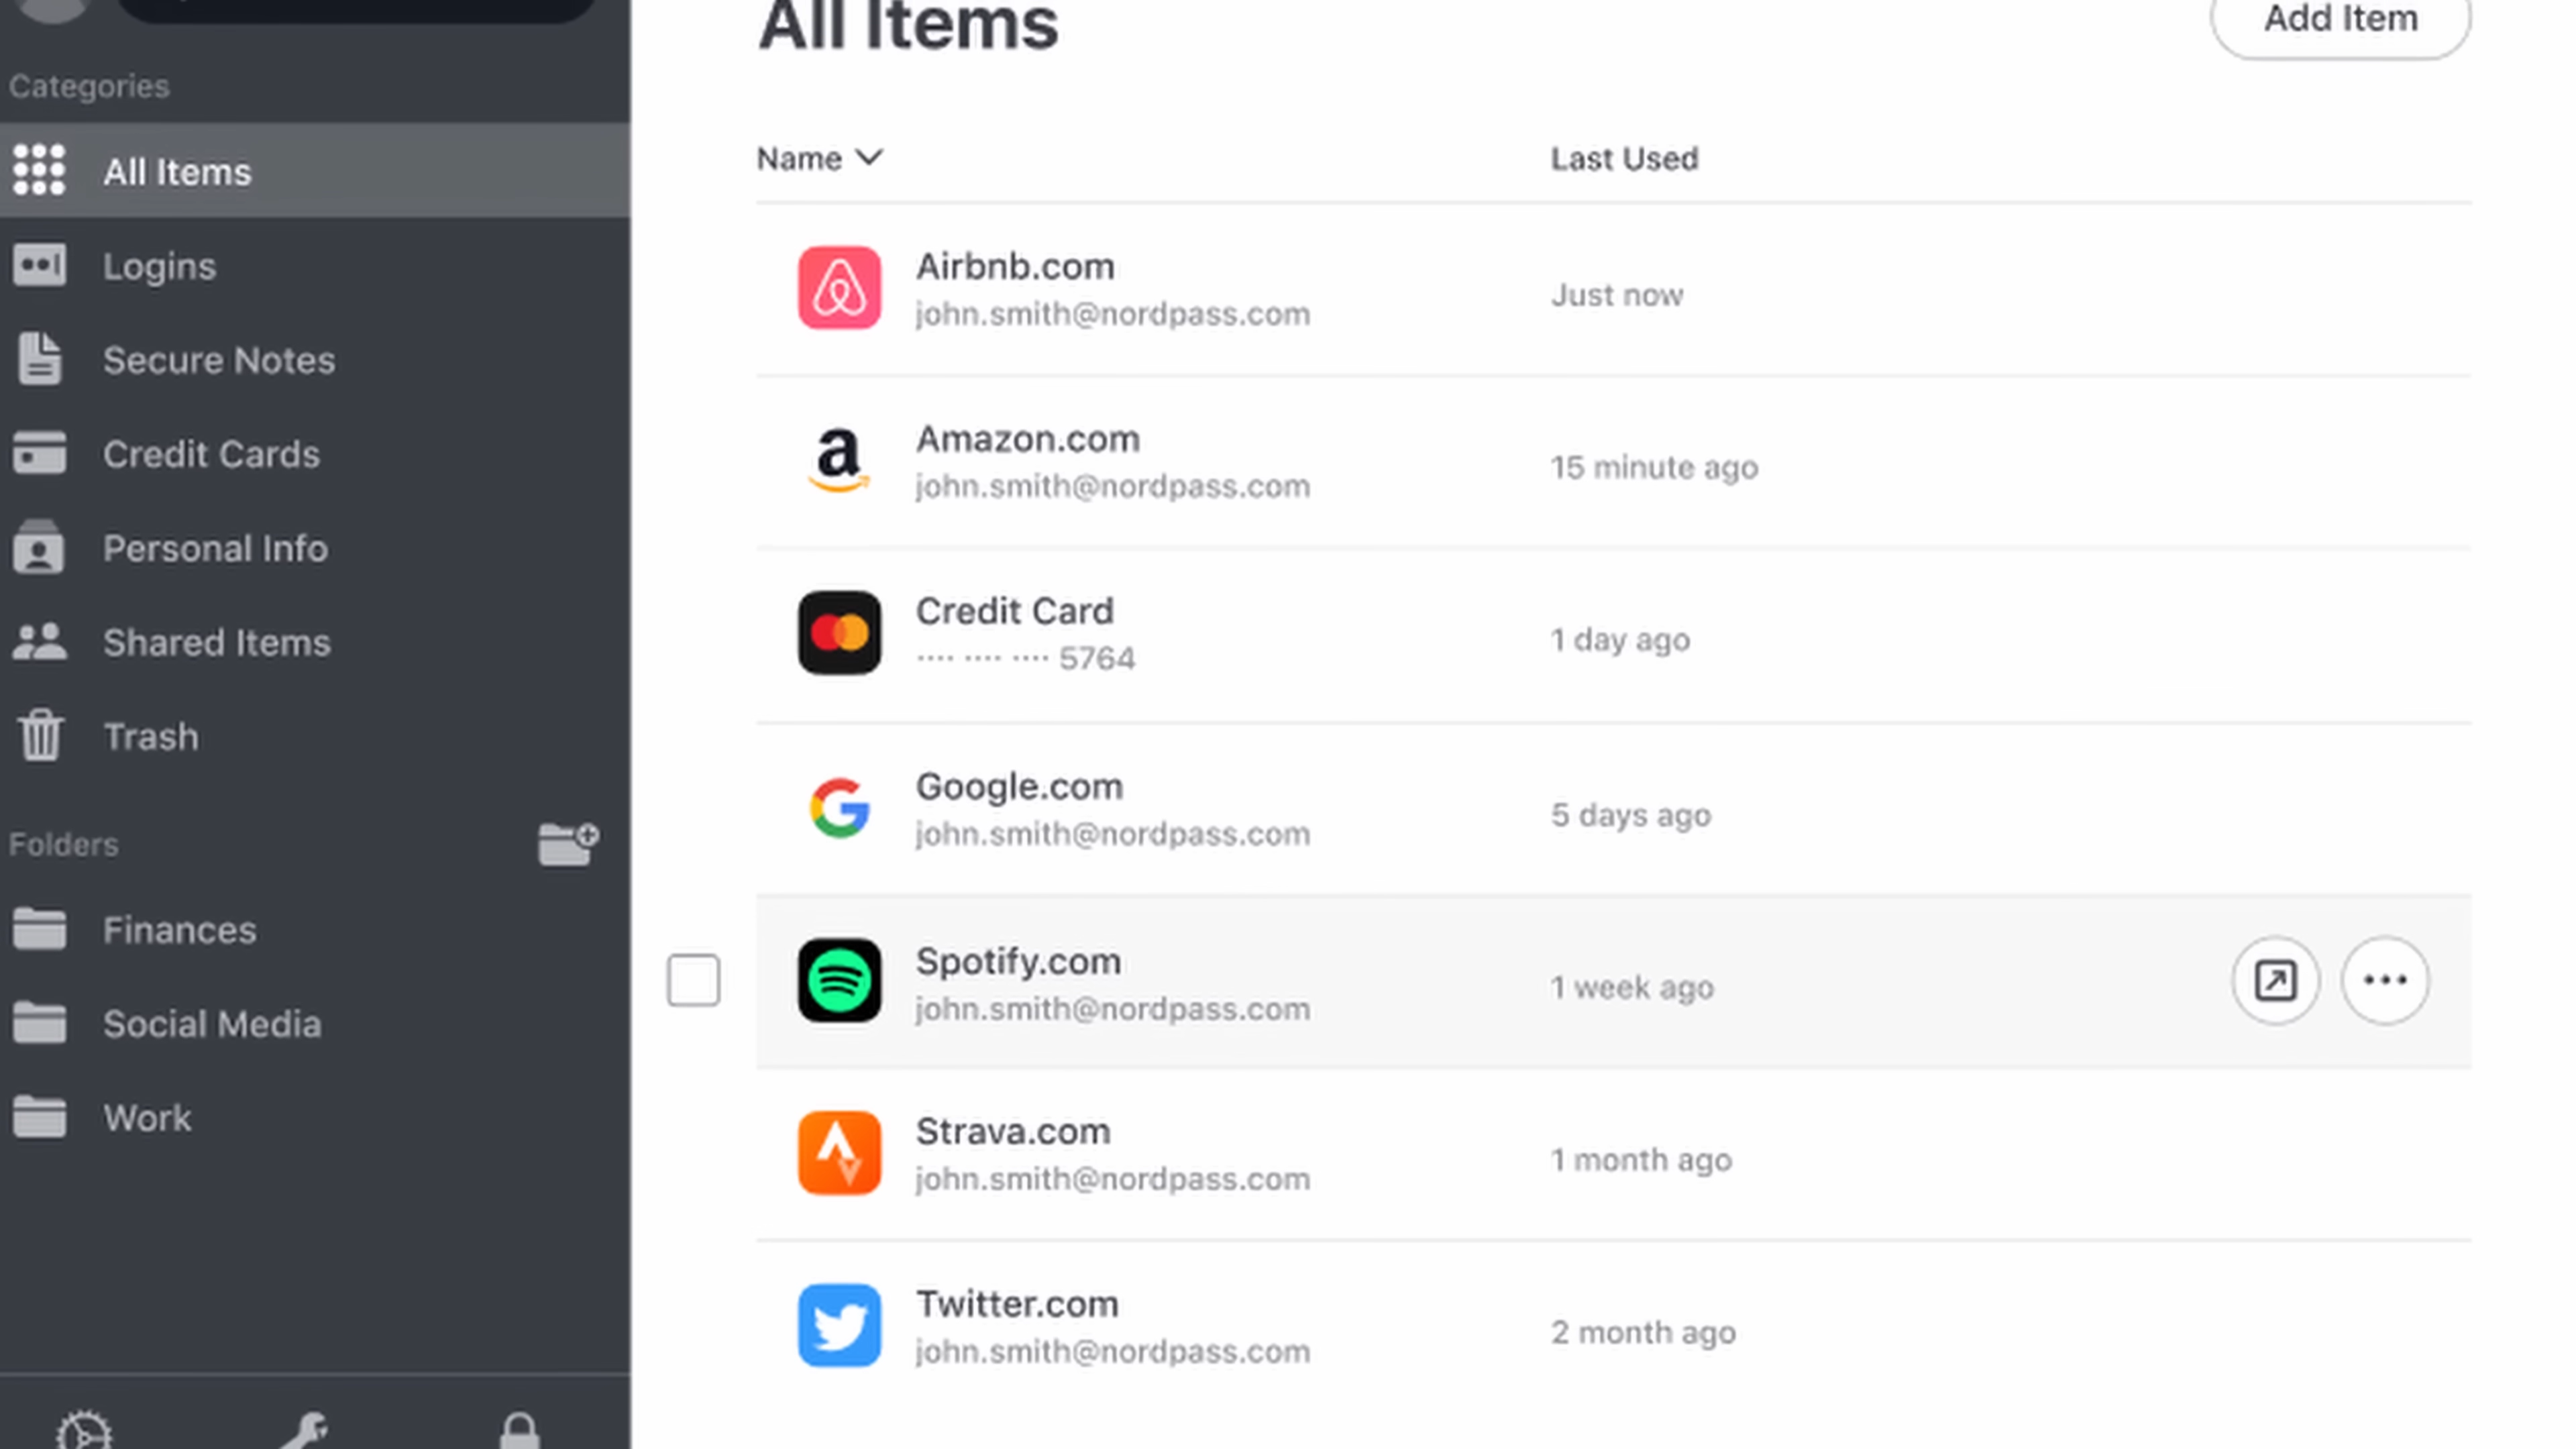 Categories
All Items
Logins
Secure Notes
Credit Cards
Personal Info
Shared Items
Trash
Folders
Finances
Social Media
Work
All Items
Add Item
Name
Last Used
Airbnb.com
john.smith@nordpass.com
Just now
Amazon.com
john.smith@nordpass.com
15 minute ago
Credit Card
···· ···· ···· 5764
1 day ago
Google.com
john.smith@nordpass.com
5 days ago
Spotify.com
john.smith@nordpass.com
1 week ago
Strava.com
john.smith@nordpass.com
1 month ago
Twitter.com
john.smith@nordpass.com
2 month ago